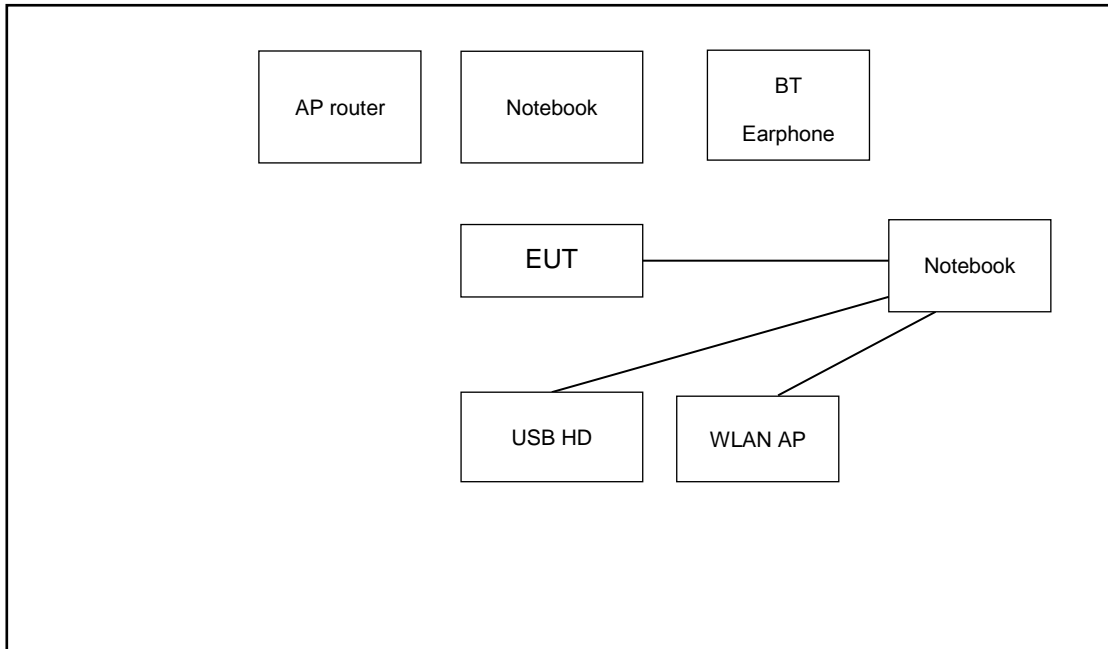 AP router
Notebook
BT
Earphone
EUT
Notebook
USB HD
WLAN AP